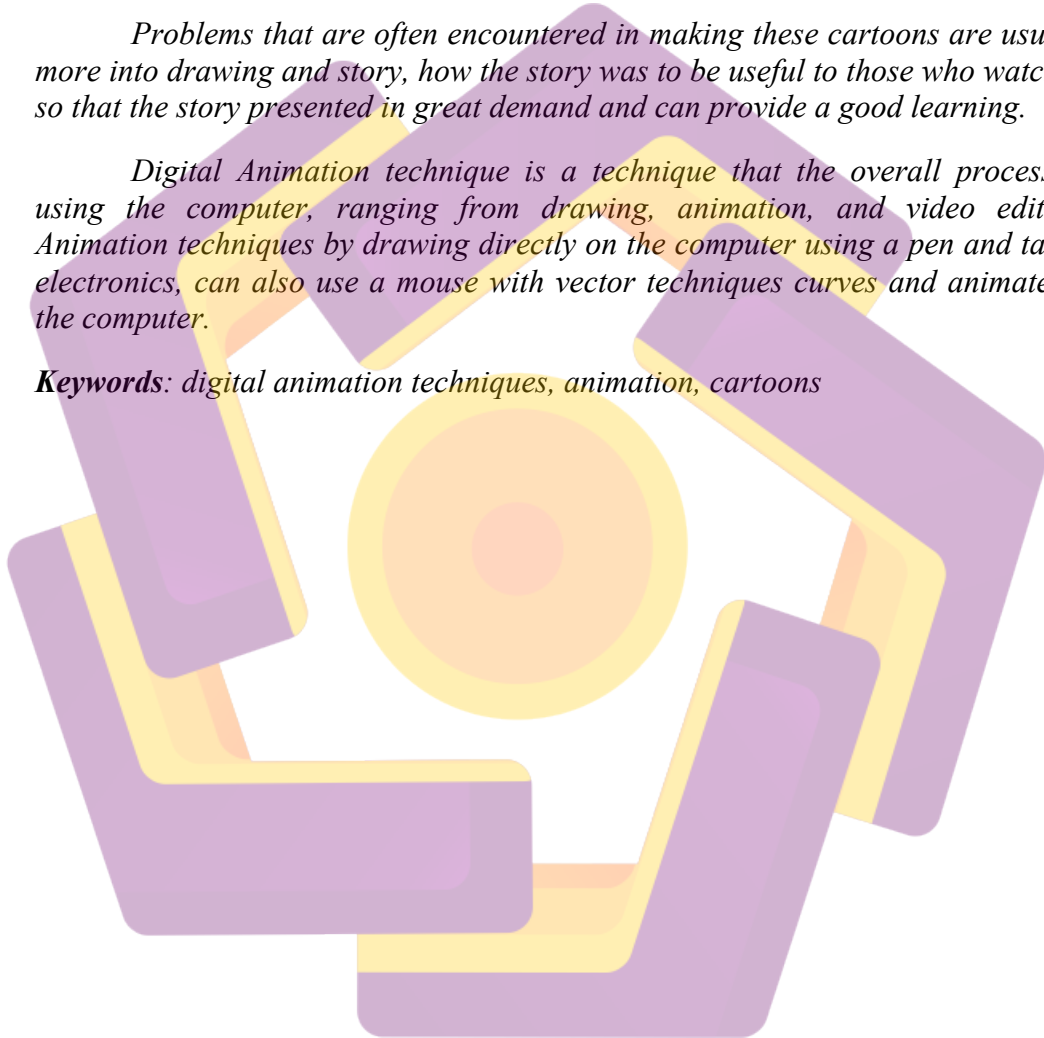 Problems that are often encountered in making these cartoons are usu
more into drawing and story, how the story was to be useful to those who watc
so that the story presented in great demand and can provide a good learning.
Digital Animation technique is a technique that the overall proces
using the computer, ranging from drawing, animation, and video edit
Animation techniques by drawing directly on the computer using a pen and ta
electronics, can also use a mouse with vector techniques curves and animate
the computer.
Keywords: digital animation techniques, animation, cartoons